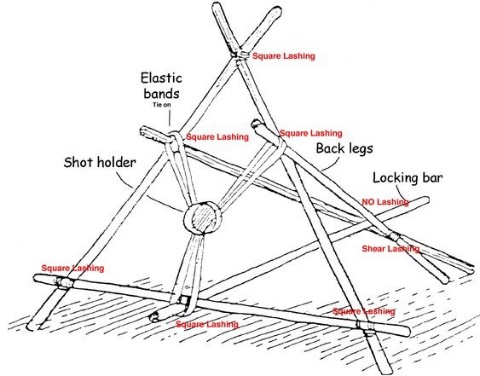 Square Lashing
Elastic
bands
Tie on
Square Lashing
Square Lashing
Back legs
Shot holder
Locking bar
NO Lashing
Shear Lashing
Square Lashing
Square Lashing
Square Lashing